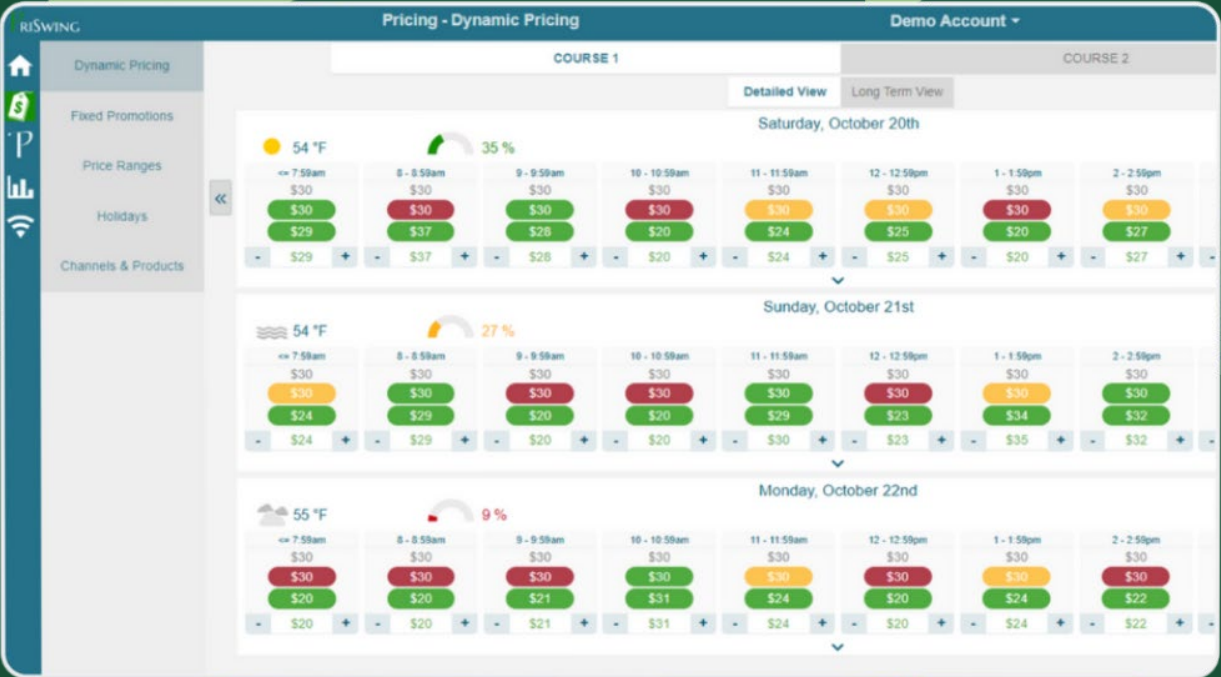 RISWING Pricing - Dynamic Pricing Demo Account
Dynamic Pricing
Fixed Promotions
Price Ranges
Holidays
Channels & Products
COURSE 1 COURSE 2
Detailed View Long Term View
Saturday, October 20th
54 °F 35 %
<= 7:59am 8 - 8:59am 9 - 9:59am 10 - 10:59am 11 - 11:59am 12 - 12:59pm 1 - 1:59pm 2 - 2:59pm
$30 $30 $30 $30 $30 $30 $30 $30
$30 $30 $30 $30 $30 $30 $30 $30
$29 $37 $28 $20 $24 $25 $20 $27
- $29 + - $37 + - $28 + - $20 + - $24 + - $25 + - $20 + - $27 + -
Sunday, October 21st
54 °F 27 %
<= 7:59am 8 - 8:59am 9 - 9:59am 10 - 10:59am 11 - 11:59am 12 - 12:59pm 1 - 1:59pm 2 - 2:59pm
$30 $30 $30 $30 $30 $30 $30 $30
$30 $30 $30 $30 $30 $30 $30 $30
$24 $29 $20 $20 $29 $23 $34 $32
- $24 + - $29 + - $20 + - $20 + - $30 + - $23 + - $35 + - $32 + -
Monday, October 22nd
55 °F 9 %
<= 7:59am 8 - 8:59am 9 - 9:59am 10 - 10:59am 11 - 11:59am 12 - 12:59pm 1 - 1:59pm 2 - 2:59pm
$30 $30 $30 $30 $30 $30 $30 $30
$30 $30 $30 $30 $30 $30 $30 $30
$20 $20 $21 $31 $24 $20 $24 $22
- $20 + - $20 + - $21 + - $31 + - $24 + - $20 + - $24 + - $22 + -